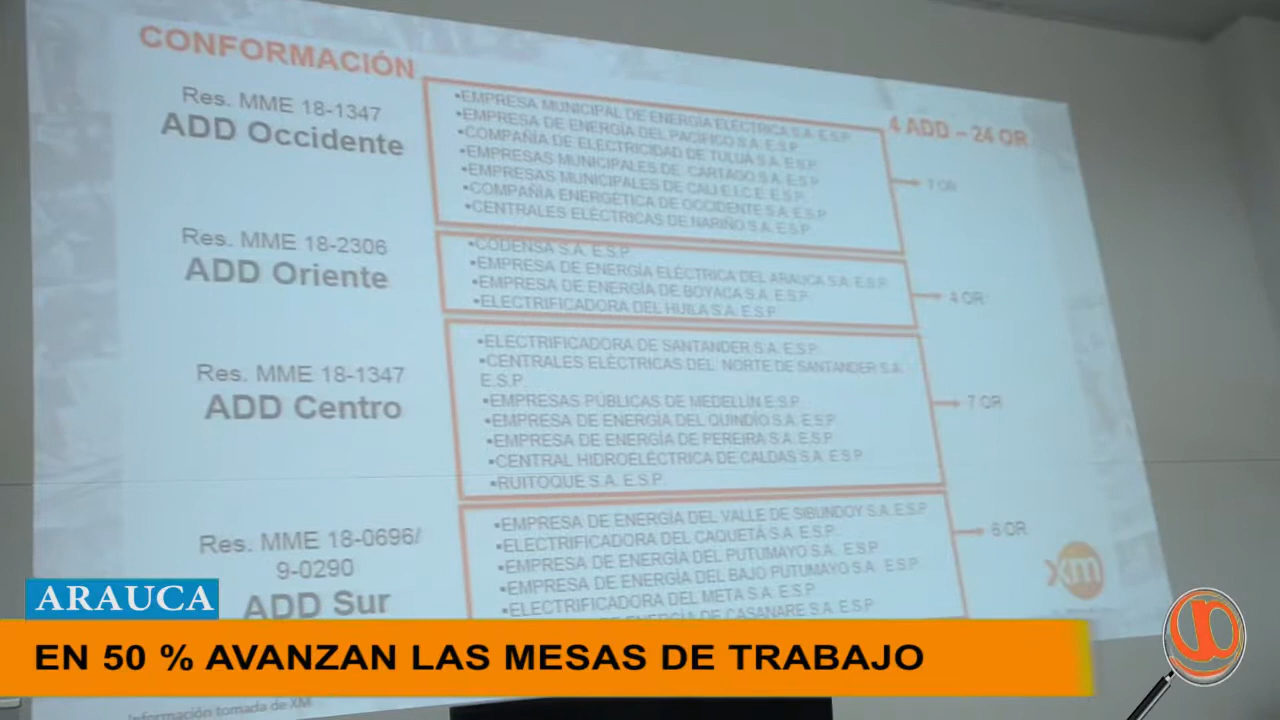 CONFORMACIÓN
4 ADD – 24 OR
Res. MME 18-1347
ADD Occidente
▪EMPRESA MUNICIPAL DE ENERGÍA ELÉCTRICA S.A. E.S.P.
▪EMPRESA DE ENERGÍA DEL PACÍFICO S.A. E.S.P.
▪COMPAÑÍA DE ELECTRICIDAD DE TULUÁ S.A. E.S.P.
▪EMPRESAS MUNICIPALES DE CARTAGO S.A. E.S.P
▪EMPRESAS MUNICIPALES DE CALI E.I.C.E. E.S.P.
▪COMPAÑÍA ENERGÉTICA DE OCCIDENTE S.A. E.S.P
▪CENTRALES ELÉCTRICAS DE NARIÑO S.A. E.S.P.
7 OR
Res. MME 18-2306
ADD Oriente
▪CODENSA S.A. E.S.P.
▪EMPRESA DE ENERGÍA ELÉCTRICA DEL ARAUCA S.A. E.S.P.
▪EMPRESA DE ENERGÍA DE BOYACA S.A. E.S.P.
▪ELECTRIFICADORA DEL HUILA S.A. E.S.P.
4 OR
Res. MME 18-1347
ADD Centro
▪ELECTRIFICADORA DE SANTANDER S.A. E.S.P.
▪CENTRALES ELÉCTRICAS DEL NORTE DE SANTANDER S.A.
E.S.P.
▪EMPRESAS PÚBLICAS DE MEDELLÍN E.S.P.
▪EMPRESA DE ENERGÍA DEL QUINDÍO S.A. E.S.P.
▪EMPRESA DE ENERGÍA DE PEREIRA S.A. E.S.P.
▪CENTRAL HIDROELÉCTRICA DE CALDAS S.A. E.S.P.
▪RUITOQUE S.A. E.S.P.
7 OR
Res. MME 18-0696/
9-0290
ADD Sur
▪EMPRESA DE ENERGÍA DEL VALLE DE SIBUNDOY S.A. E.S.P
▪ELECTRIFICADORA DEL CAQUETÁ S.A. E.S.P.
▪EMPRESA DE ENERGÍA DEL PUTUMAYO S.A. E.S.P
▪EMPRESA DE ENERGÍA DEL BAJO PUTUMAYO S.A. E.S.P.
▪ELECTRIFICADORA DEL META S.A. E.S.P.
DE ENERGÍA DE CASANARE S.A. E.S.P
6 OR
xm
ARAUCA
EN 50 % AVANZAN LAS MESAS DE TRABAJO
Información tomada de XM